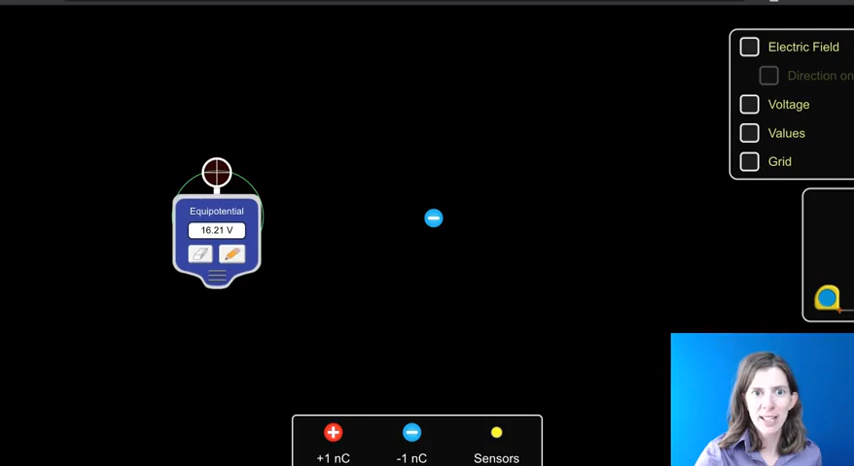 Electric Field
Direction on
Voltage
Values
Grid
Equipotential
16.21 V
+1 nC
-1 nC
Sensors